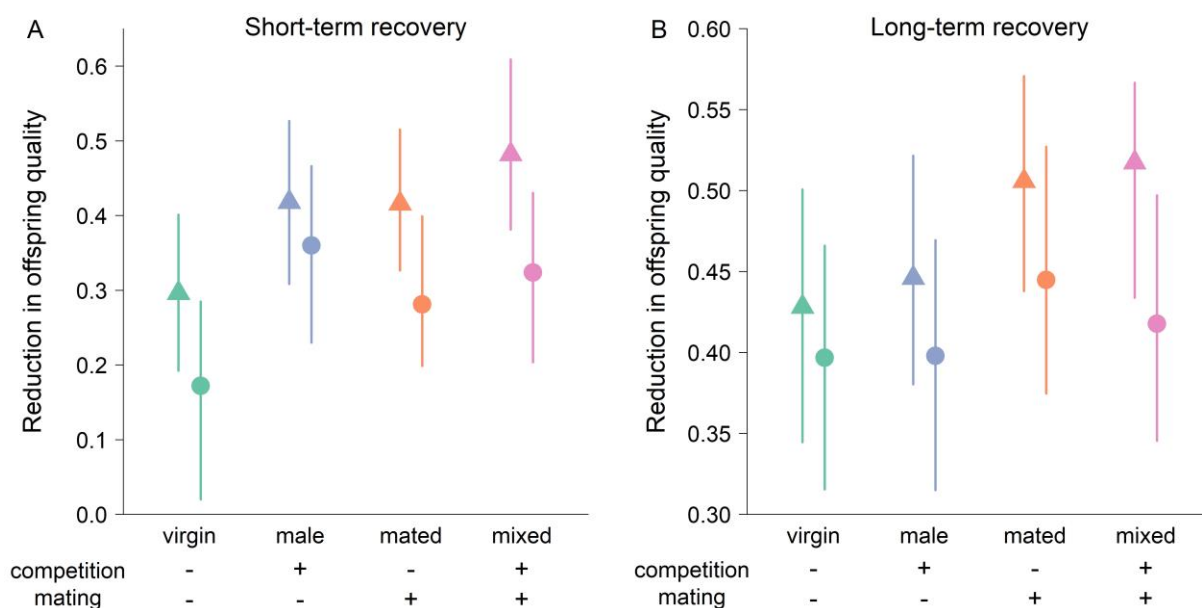 A
Short-term recovery
Reduction in offspring quality
0.6
0.5
0.4
0.3
0.2
0.1
0.0
virgin male mated mixed
competition - + - +
mating - - + +
B
Long-term recovery
Reduction in offspring quality
0.60
0.55
0.50
0.45
0.40
0.35
0.30
virgin male mated mixed
- + - +
- - + +